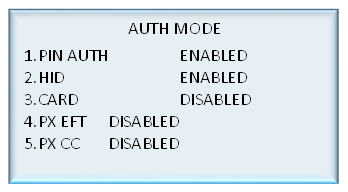 AUTH MODE
1.PIN AUTH ENABLED
2.HID ENABLED
3.CARD DISABLED
4.PX EFT DISABLED
5.PX CC DISABLED